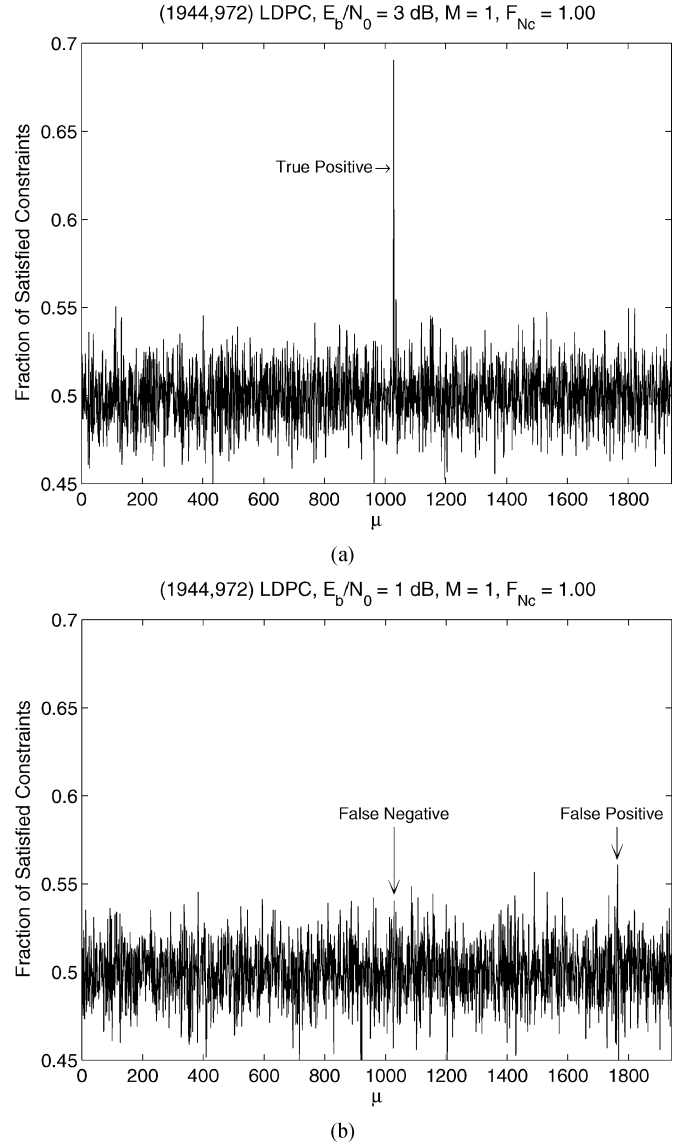 (1944,972) LDPC, E_b/N_0 = 3 dB, M = 1, F_Nc = 1.00
0.7
0.65
True Positive→
0.6
0.55
0.5
0.45
Fraction of Satisfied Constraints
0 200 400 600 800 1000 1200 1400 1600 1800
μ
(a)
(1944,972) LDPC, E_b/N_0 = 1 dB, M = 1, F_Nc = 1.00
0.7
0.65
0.6
False Negative False Positive
0.55
0.5
0.45
Fraction of Satisfied Constraints
0 200 400 600 800 1000 1200 1400 1600 1800
μ
(b)